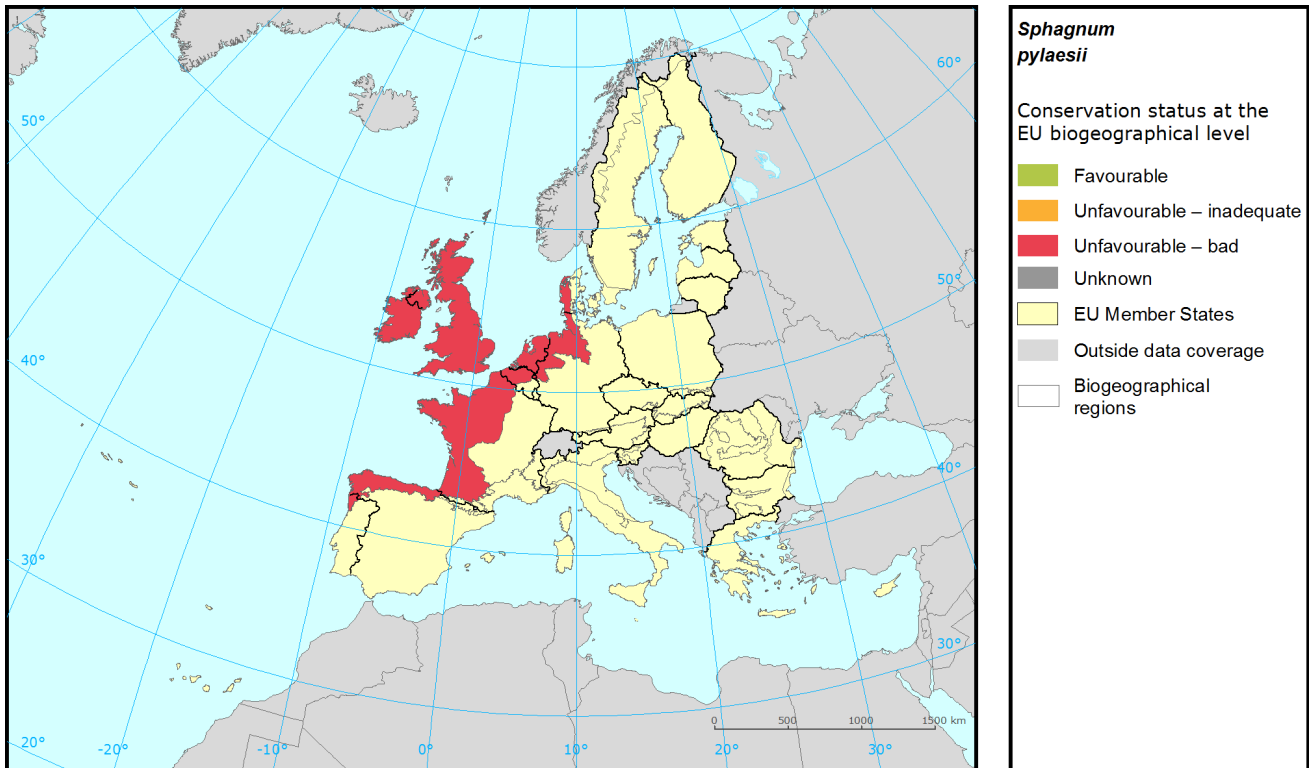 Sphagnum
pylaesii
Conservation status at the
EU biogeographical level
Favourable
Unfavourable – inadequate
Unfavourable – bad
Unknown
EU Member States
Outside data coverage
Biogeographical
regions
60°
50°
50°
40°
40°
30°
30°
0 500 1000 1500 km
20° -20° -10° 0° 10° 20° 30°